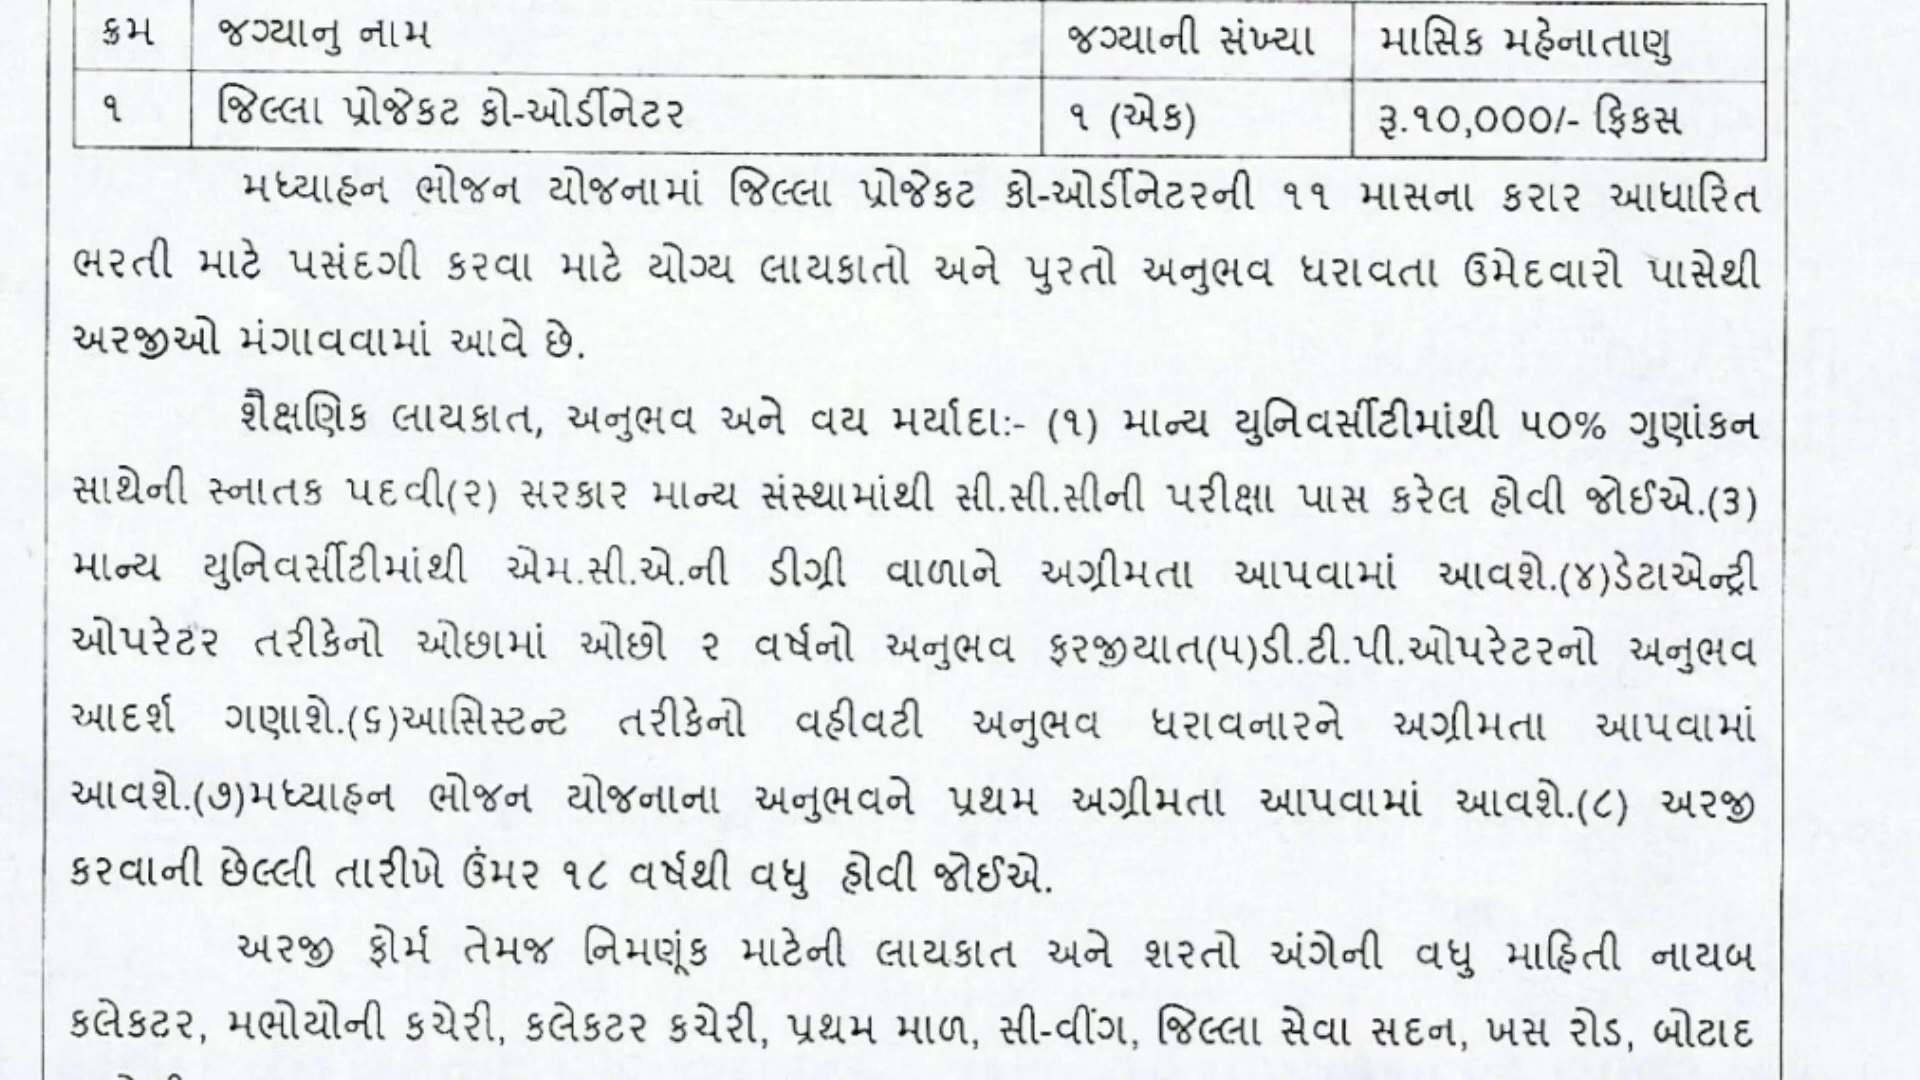 ક્રમ જગ્યાનુ નામ જગ્યાની સંખ્યા માસિક મહેનાતાણુ
૧ જિલ્લા પ્રોજેકટ કો-ઓર્ડીનેટર ૧ (એક) રૂ.૧૦,૦૦૦/- ફિકસ
મધ્યાહન ભોજન યોજનામાં જિલ્લા પ્રોજેકટ કો-ઓર્ડીનેટરની ૧૧ માસના કરાર આધારિત
ભરતી માટે પસંદગી કરવા માટે યોગ્ય લાયકાતો અને પુરતો અનુભવ ધરાવતા ઉમેદવારો પાસેથી
અરજીઓ મંગાવવામાં આવે છે.
શૈક્ષણિક લાયકાત, અનુભવ અને વય મર્યાદા:- (૧) માન્ય યુનિવર્સીટીમાંથી ૫૦% ગુણાંકન
સાથેની સ્નાતક પદવી(૨) સરકાર માન્ય સંસ્થામાંથી સી.સી.સીની પરીક્ષા પાસ કરેલ હોવી જોઈએ.(૩)
માન્ય યુનિવર્સીટીમાંથી એમ.સી.એ.ની ડીગ્રી વાળાને અગ્રીમતા આપવામાં આવશે.(૪)ડેટાએન્ટ્રી
ઓપરેટર તરીકેનો ઓછામાં ઓછો ૨ વર્ષનો અનુભવ ફરજીયાત(૫)ડી.ટી.પી.ઓપરેટરનો અનુભવ
આદર્શ ગણાશે.(૬)આસિસ્ટન્ટ તરીકેનો વહીવટી અનુભવ ધરાવનારને અગ્રીમતા આપવામાં
આવશે.(૭)મધ્યાહન ભોજન યોજનાના અનુભવને પ્રથમ અગ્રીમતા આપવામાં આવશે.(૮) અરજી
કરવાની છેલ્લી તારીખે ઉંમર ૧૮ વર્ષથી વધુ હોવી જોઈએ.
અરજી ફોર્મ તેમજ નિમણૂંક માટેની લાયકાત અને શરતો અંગેની વધુ માહિતી નાયબ
કલેકટર, મભોયોની કચેરી, કલેકટર કચેરી, પ્રથમ માળ, સી-વીંગ, જિલ્લા સેવા સદન, ખસ રોડ, બોટાદ